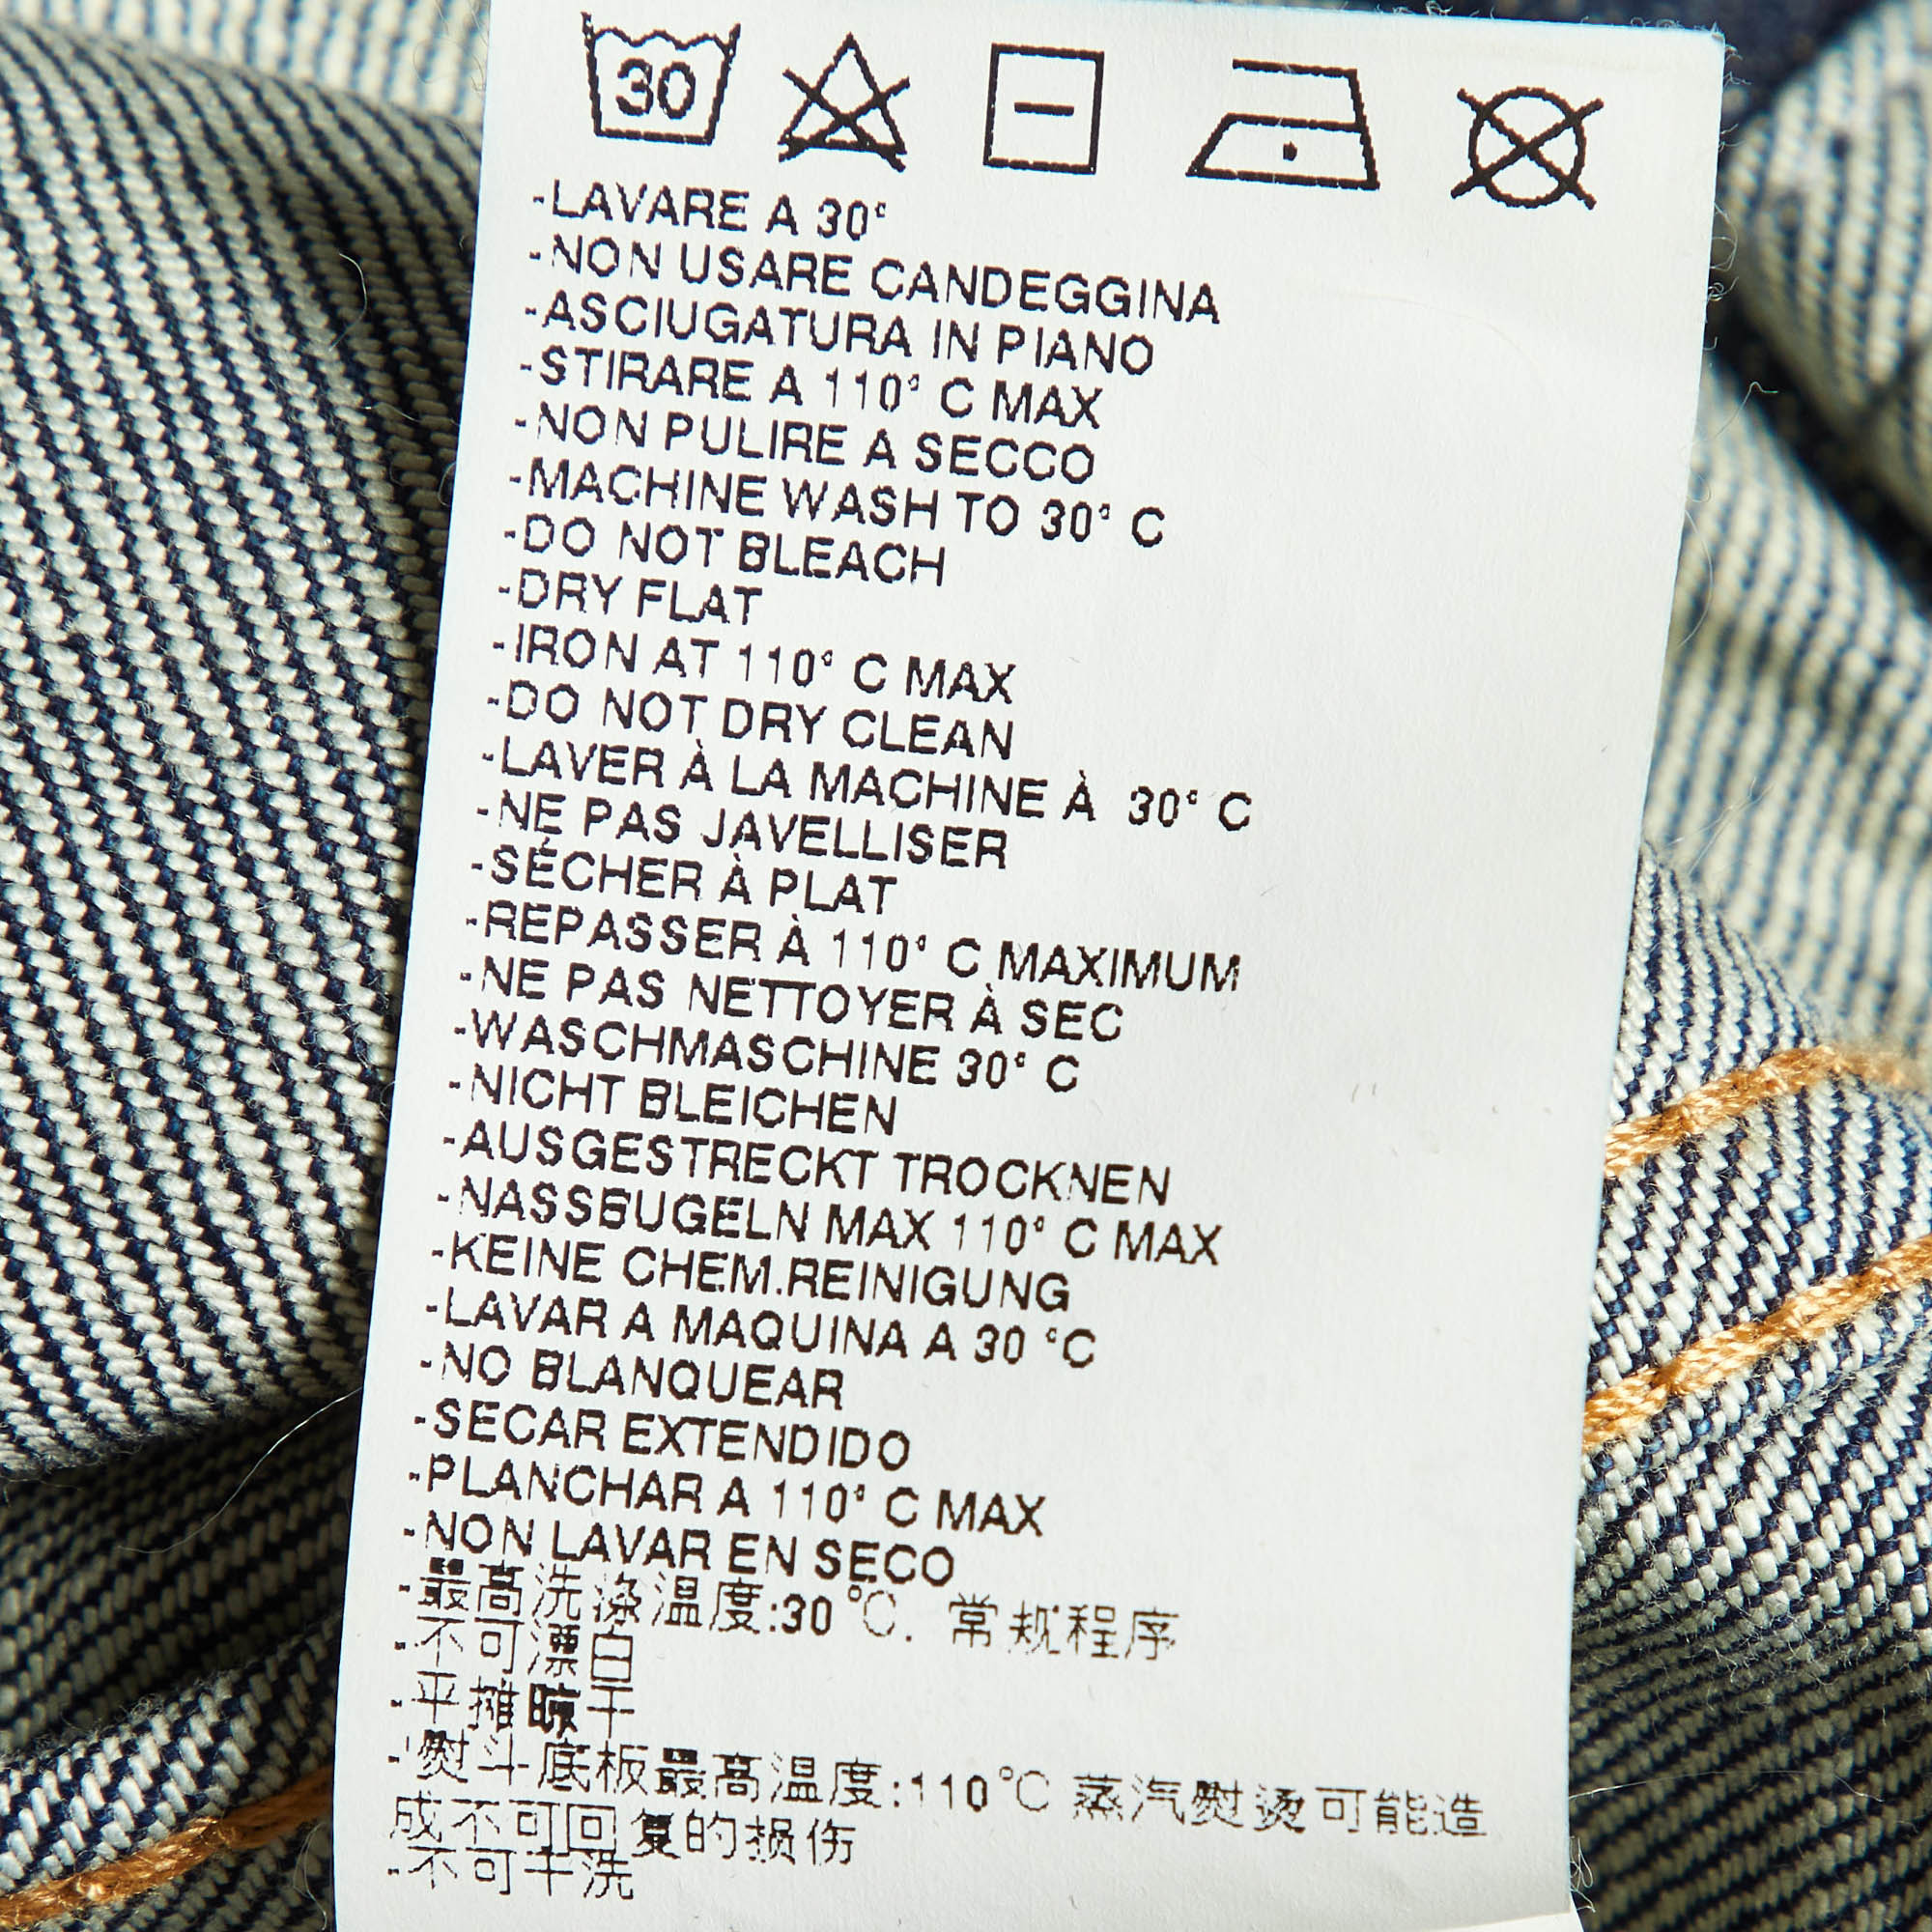 30
-LAVARE A 30°
-NON USARE CANDEGGINA
-ASCIUGATURA IN PIANO
-STIRARE A 110° C MAX
-NON PULIRE A SECCO
-MACHINE WASH TO 30° C
-DO NOT BLEACH
-DRY FLAT
-IRON AT 110° C MAX
-DO NOT DRY CLEAN
-LAVER À LA MACHINE À 30° C
-NE PAS JAVELLISER
-SÉCHER À PLAT
-REPASSER À 110° C MAXIMUM
-NE PAS NETTOYER À SEC
-WASCHMASCHINE 30° C
-NICHT BLEICHEN
-AUSGESTRECKT TROCKNEN
-NASSBUGELN MAX 110° C MAX
-KEINE CHEM.REINIGUNG
-LAVAR A MAQUINA A 30 °C
-NO BLANQUEAR
-SECAR EXTENDIDO
-PLANCHAR A 110° C MAX
-NON LAVAR EN SECO
-最高洗涤温度:30℃. 常规程序
-不可漂白
-平摊晾干
-熨斗底板最高温度:110℃ 蒸汽熨烫可能造
成不可回复的损伤
-不可干洗